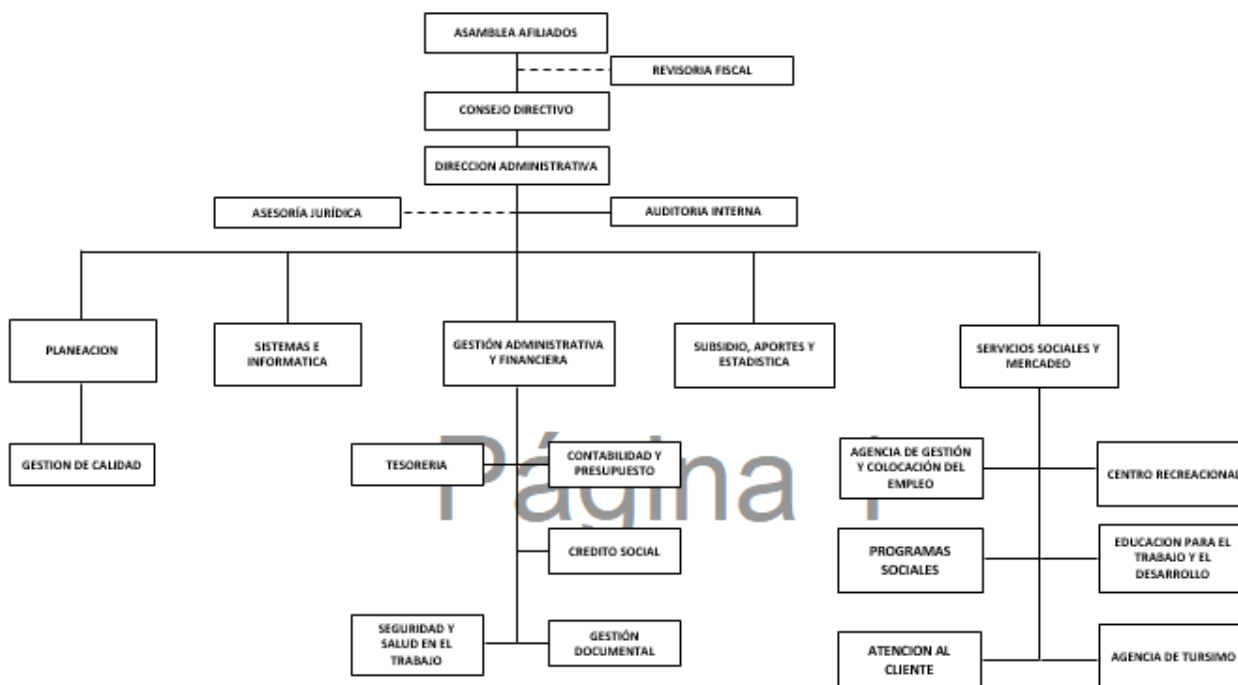 ASAMBLEA AFILIADOS
REVISORIA FISCAL
CONSEJO DIRECTIVO
DIRECCION ADMINISTRATIVA
ASESORÍA JURÍDICA
AUDITORIA INTERNA
PLANEACION
SISTEMAS E
INFORMATICA
GESTIÓN ADMINISTRATIVA
Y FINANCIERA
SUBSIDIO, APORTES Y
ESTADISTICA
SERVICIOS SOCIALES Y
MERCADEO
GESTION DE CALIDAD
TESORERIA
CONTABILIDAD Y
PRESUPUESTO
AGENCIA DE GESTIÓN
Y COLOCACIÓN DEL
EMPLEO
CENTRO RECREACIONAL
Página 1
CREDITO SOCIAL
PROGRAMAS
SOCIALES
EDUCACION PARA EL
TRABAJO Y EL
DESARROLLO
SEGURIDAD Y
SALUD EN EL
TRABAJO
GESTIÓN
DOCUMENTAL
ATENCION AL
CLIENTE
AGENCIA DE TURSIMO